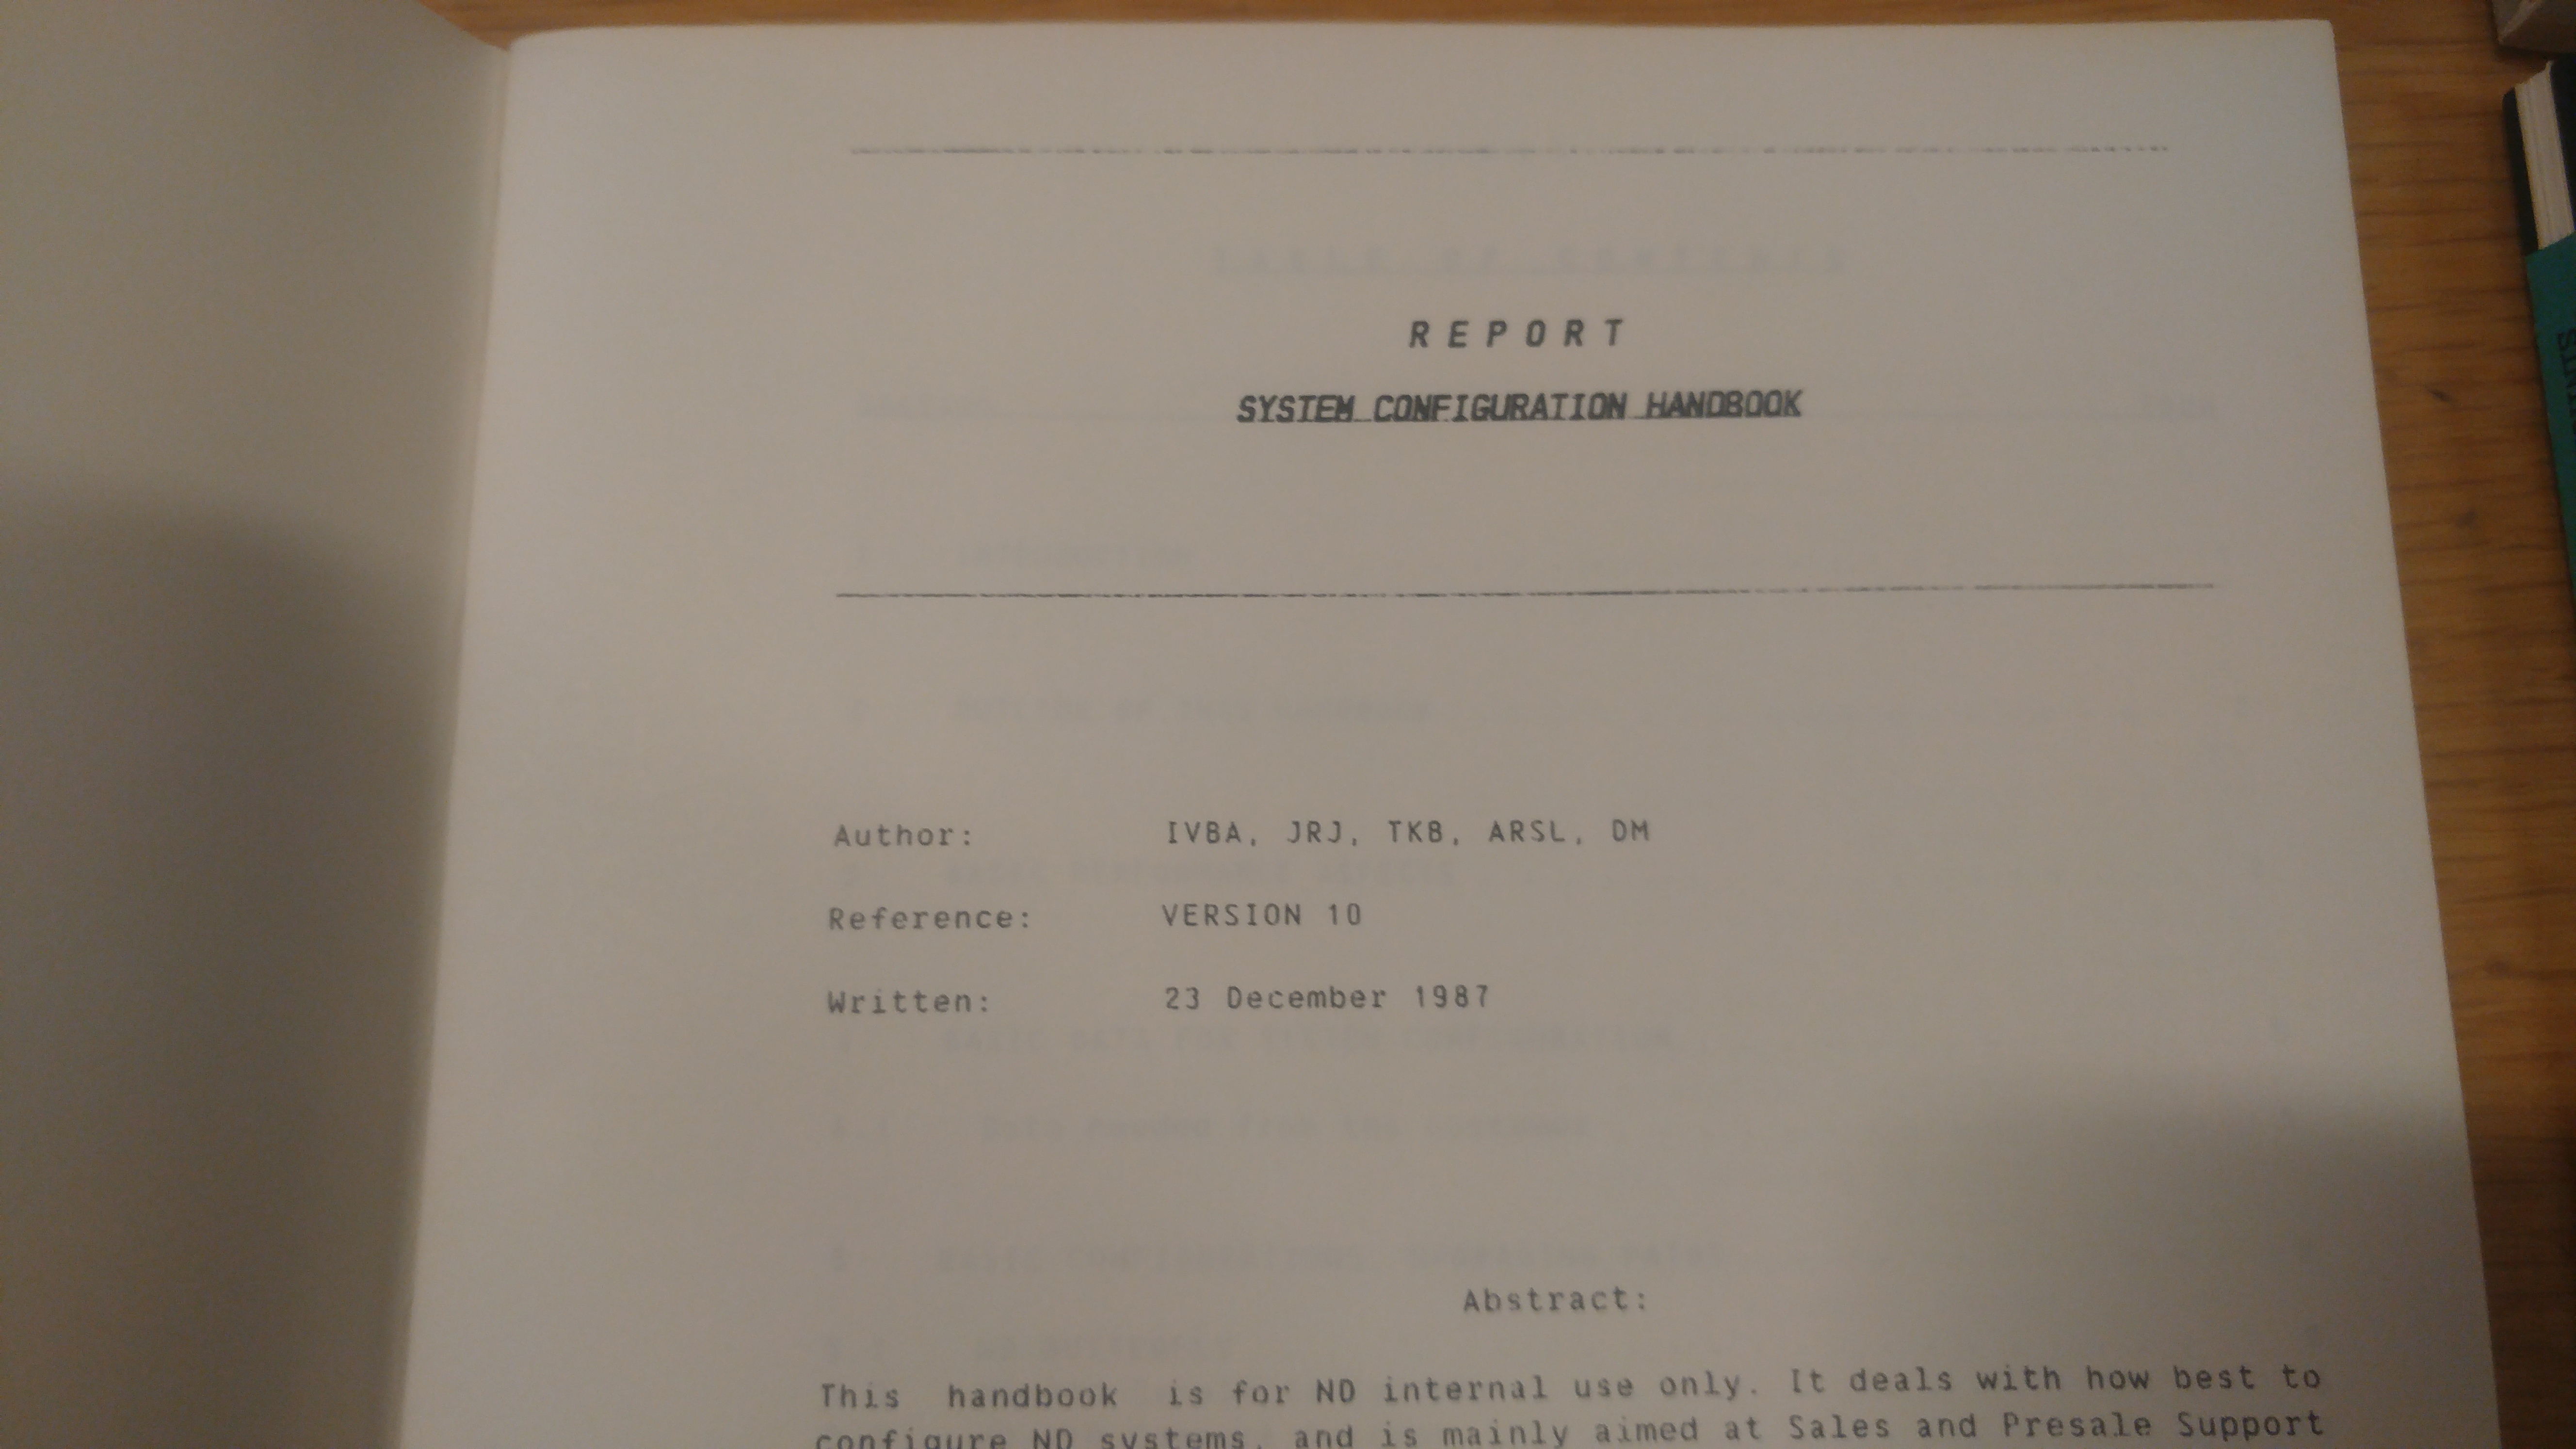 REPORT
SYSTEM CONFIGURATION HANDBOOK
Author: IVBA, JRJ, TKB, ARSL, DM
Reference: VERSION 10
Written: 23 December 1987
Abstract:
This handbook is for ND internal use only. It deals with how best to
configure ND systems, and is mainly aimed at Sales and Presale Support